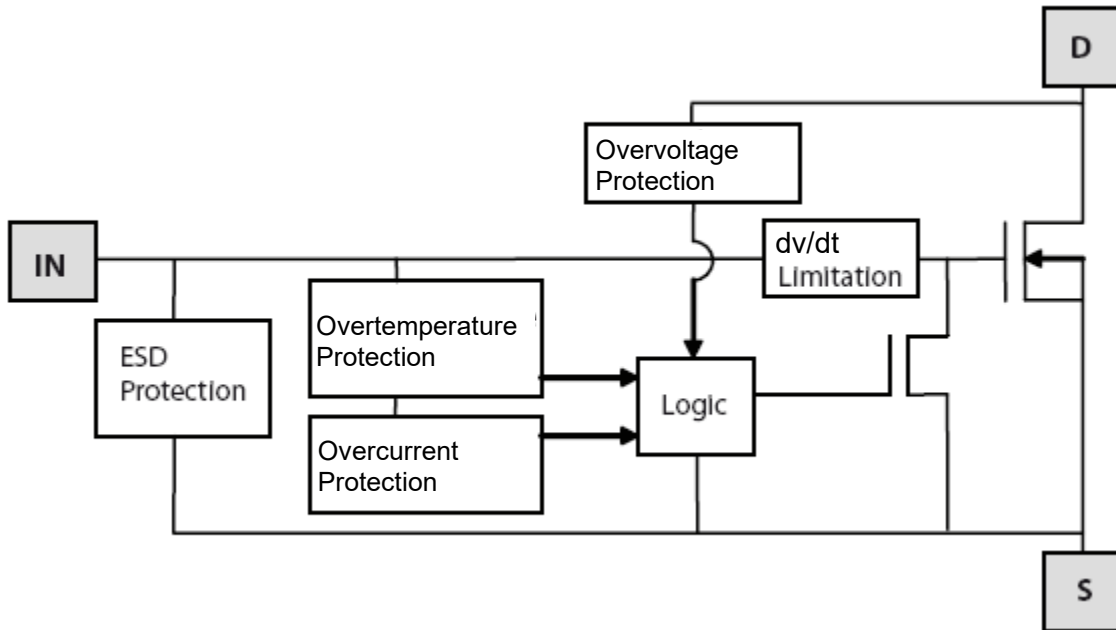 D
Overvoltage
Protection
IN
dv/dt
Limitation
Overtemperature
Protection
ESD
Protection
Logic
Overcurrent
Protection
S